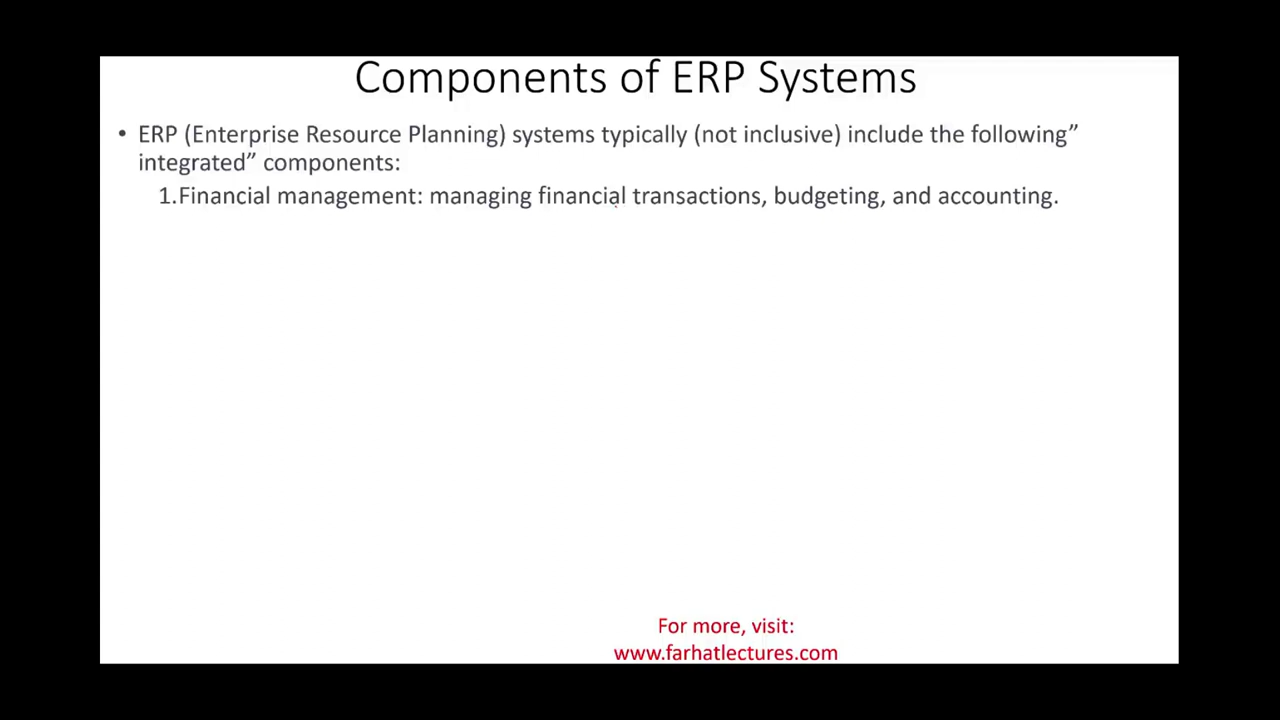 Components of ERP Systems
• ERP (Enterprise Resource Planning) systems typically (not inclusive) include the following”
integrated” components:
1.Financial management: managing financial transactions, budgeting, and accounting.
For more, visit:
www.farhatlectures.com